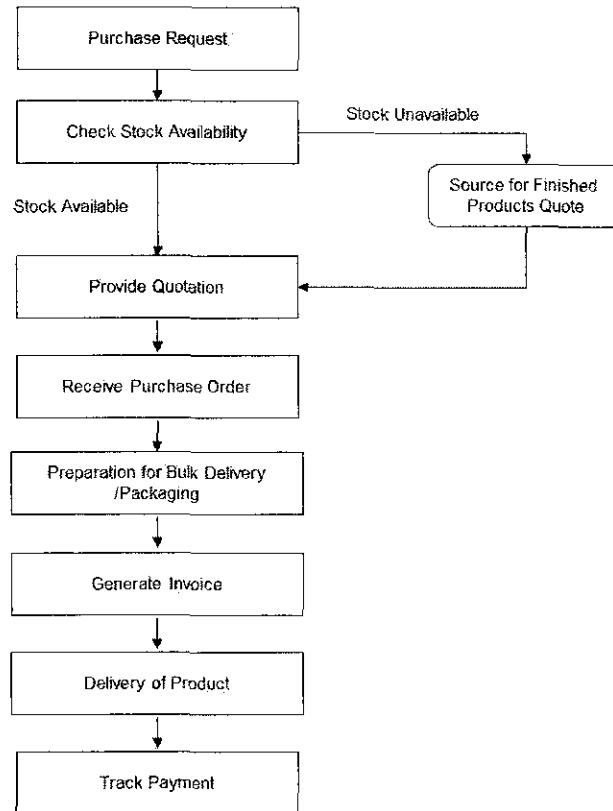 Purchase Request
Check Stock Availability
Stock Unavailable
Source for Finished
Products Quote
Stock Available
Provide Quotation
Receive Purchase Order
Preparation for Bulk Delivery
/Packaging
Generate Invoice
Delivery of Product
Track Payment